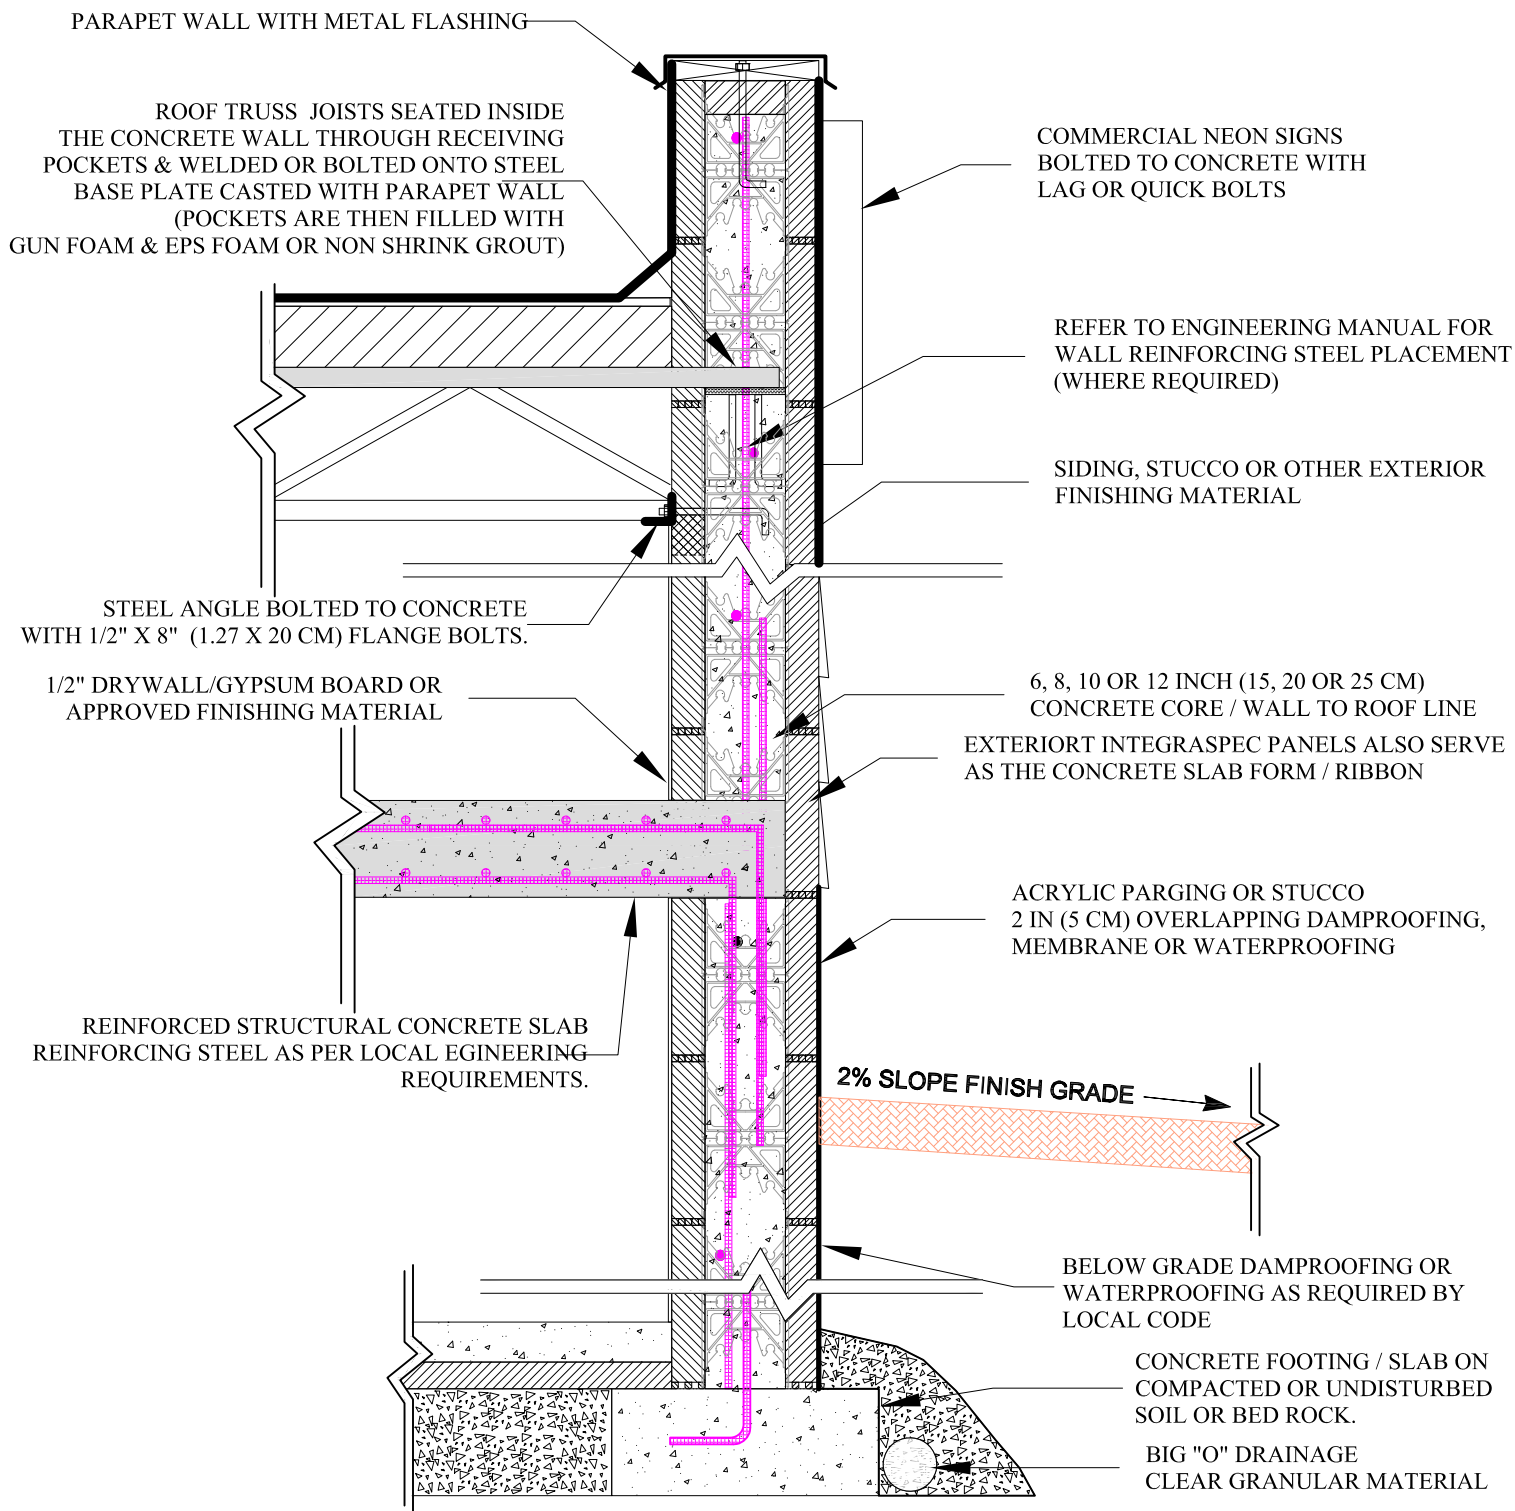 PARAPET WALL WITH METAL FLASHING
ROOF TRUSS JOISTS SEATED INSIDE
THE CONCRETE WALL THROUGH RECEIVING
POCKETS & WELDED OR BOLTED ONTO STEEL
BASE PLATE CASTED WITH PARAPET WALL
(POCKETS ARE THEN FILLED WITH
GUN FOAM & EPS FOAM OR NON SHRINK GROUT)
COMMERCIAL NEON SIGNS
BOLTED TO CONCRETE WITH
LAG OR QUICK BOLTS
REFER TO ENGINEERING MANUAL FOR
WALL REINFORCING STEEL PLACEMENT
(WHERE REQUIRED)
SIDING, STUCCO OR OTHER EXTERIOR
FINISHING MATERIAL
STEEL ANGLE BOLTED TO CONCRETE
WITH 1/2" X 8" (1.27 X 20 CM) FLANGE BOLTS.
1/2" DRYWALL/GYPSUM BOARD OR
APPROVED FINISHING MATERIAL
6, 8, 10 OR 12 INCH (15, 20 OR 25 CM)
CONCRETE CORE / WALL TO ROOF LINE
EXTERIORT INTEGRASPEC PANELS ALSO SERVE
AS THE CONCRETE SLAB FORM / RIBBON
ACRYLIC PARGING OR STUCCO
2 IN (5 CM) OVERLAPPING DAMPROOFING,
MEMBRANE OR WATERPROOFING
REINFORCED STRUCTURAL CONCRETE SLAB
REINFORCING STEEL AS PER LOCAL EGINEERING
REQUIREMENTS.
2% SLOPE FINISH GRADE
BELOW GRADE DAMPROOFING OR
WATERPROOFING AS REQUIRED BY
LOCAL CODE
CONCRETE FOOTING / SLAB ON
COMPACTED OR UNDISTURBED
SOIL OR BED ROCK.
BIG "O" DRAINAGE
CLEAR GRANULAR MATERIAL